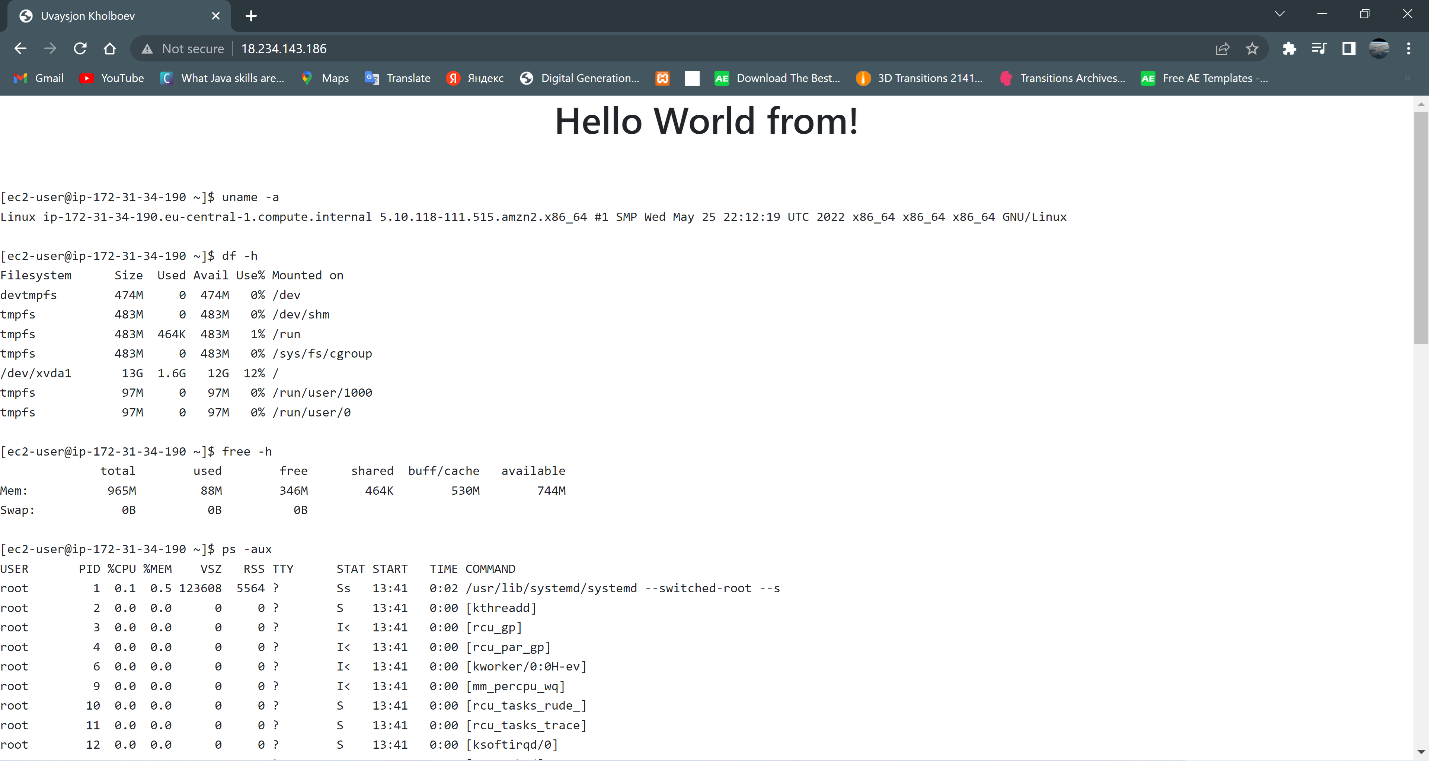 Uvaysjon Kholboev
Not secure 18.234.143.186
Gmail YouTube What Java skills are... Maps Translate Яндекс Digital Generation... AE Download The Best... 3D Transitions 2141... Transitions Archives... AE Free AE Templates -...
Hello World from!
[ec2-user@ip-172-31-34-190 ~]$ uname -a
Linux ip-172-31-34-190.eu-central-1.compute.internal 5.10.118-111.515.amzn2.x86_64 #1 SMP Wed May 25 22:12:19 UTC 2022 x86_64 x86_64 x86_64 GNU/Linux
[ec2-user@ip-172-31-34-190 ~]$ df -h
Filesystem Size Used Avail Use% Mounted on
devtmpfs 474M 0 474M 0% /dev
tmpfs 483M 0 483M 0% /dev/shm
tmpfs 483M 464K 483M 1% /run
tmpfs 483M 0 483M 0% /sys/fs/cgroup
/dev/xvda1 13G 1.6G 12G 12% /
tmpfs 97M 0 97M 0% /run/user/1000
tmpfs 97M 0 97M 0% /run/user/0
[ec2-user@ip-172-31-34-190 ~]$ free -h
total used free shared buff/cache available
Mem: 965M 88M 346M 464K 530M 744M
Swap: 0B 0B 0B
[ec2-user@ip-172-31-34-190 ~]$ ps -aux
USER PID %CPU %MEM VSZ RSS TTY STAT START TIME COMMAND
root 1 0.1 0.5 123608 5564 ? Ss 13:41 0:02 /usr/lib/systemd/systemd --switched-root --s
root 2 0.0 0.0 0 0 ? S 13:41 0:00 [kthreadd]
root 3 0.0 0.0 0 0 ? I< 13:41 0:00 [rcu_gp]
root 4 0.0 0.0 0 0 ? I< 13:41 0:00 [rcu_par_gp]
root 6 0.0 0.0 0 0 ? I< 13:41 0:00 [kworker/0:0H-ev]
root 9 0.0 0.0 0 0 ? I< 13:41 0:00 [mm_percpu_wq]
root 10 0.0 0.0 0 0 ? S 13:41 0:00 [rcu_tasks_rude_]
root 11 0.0 0.0 0 0 ? S 13:41 0:00 [rcu_tasks_trace]
root 12 0.0 0.0 0 0 ? S 13:41 0:00 [ksoftirqd/0]